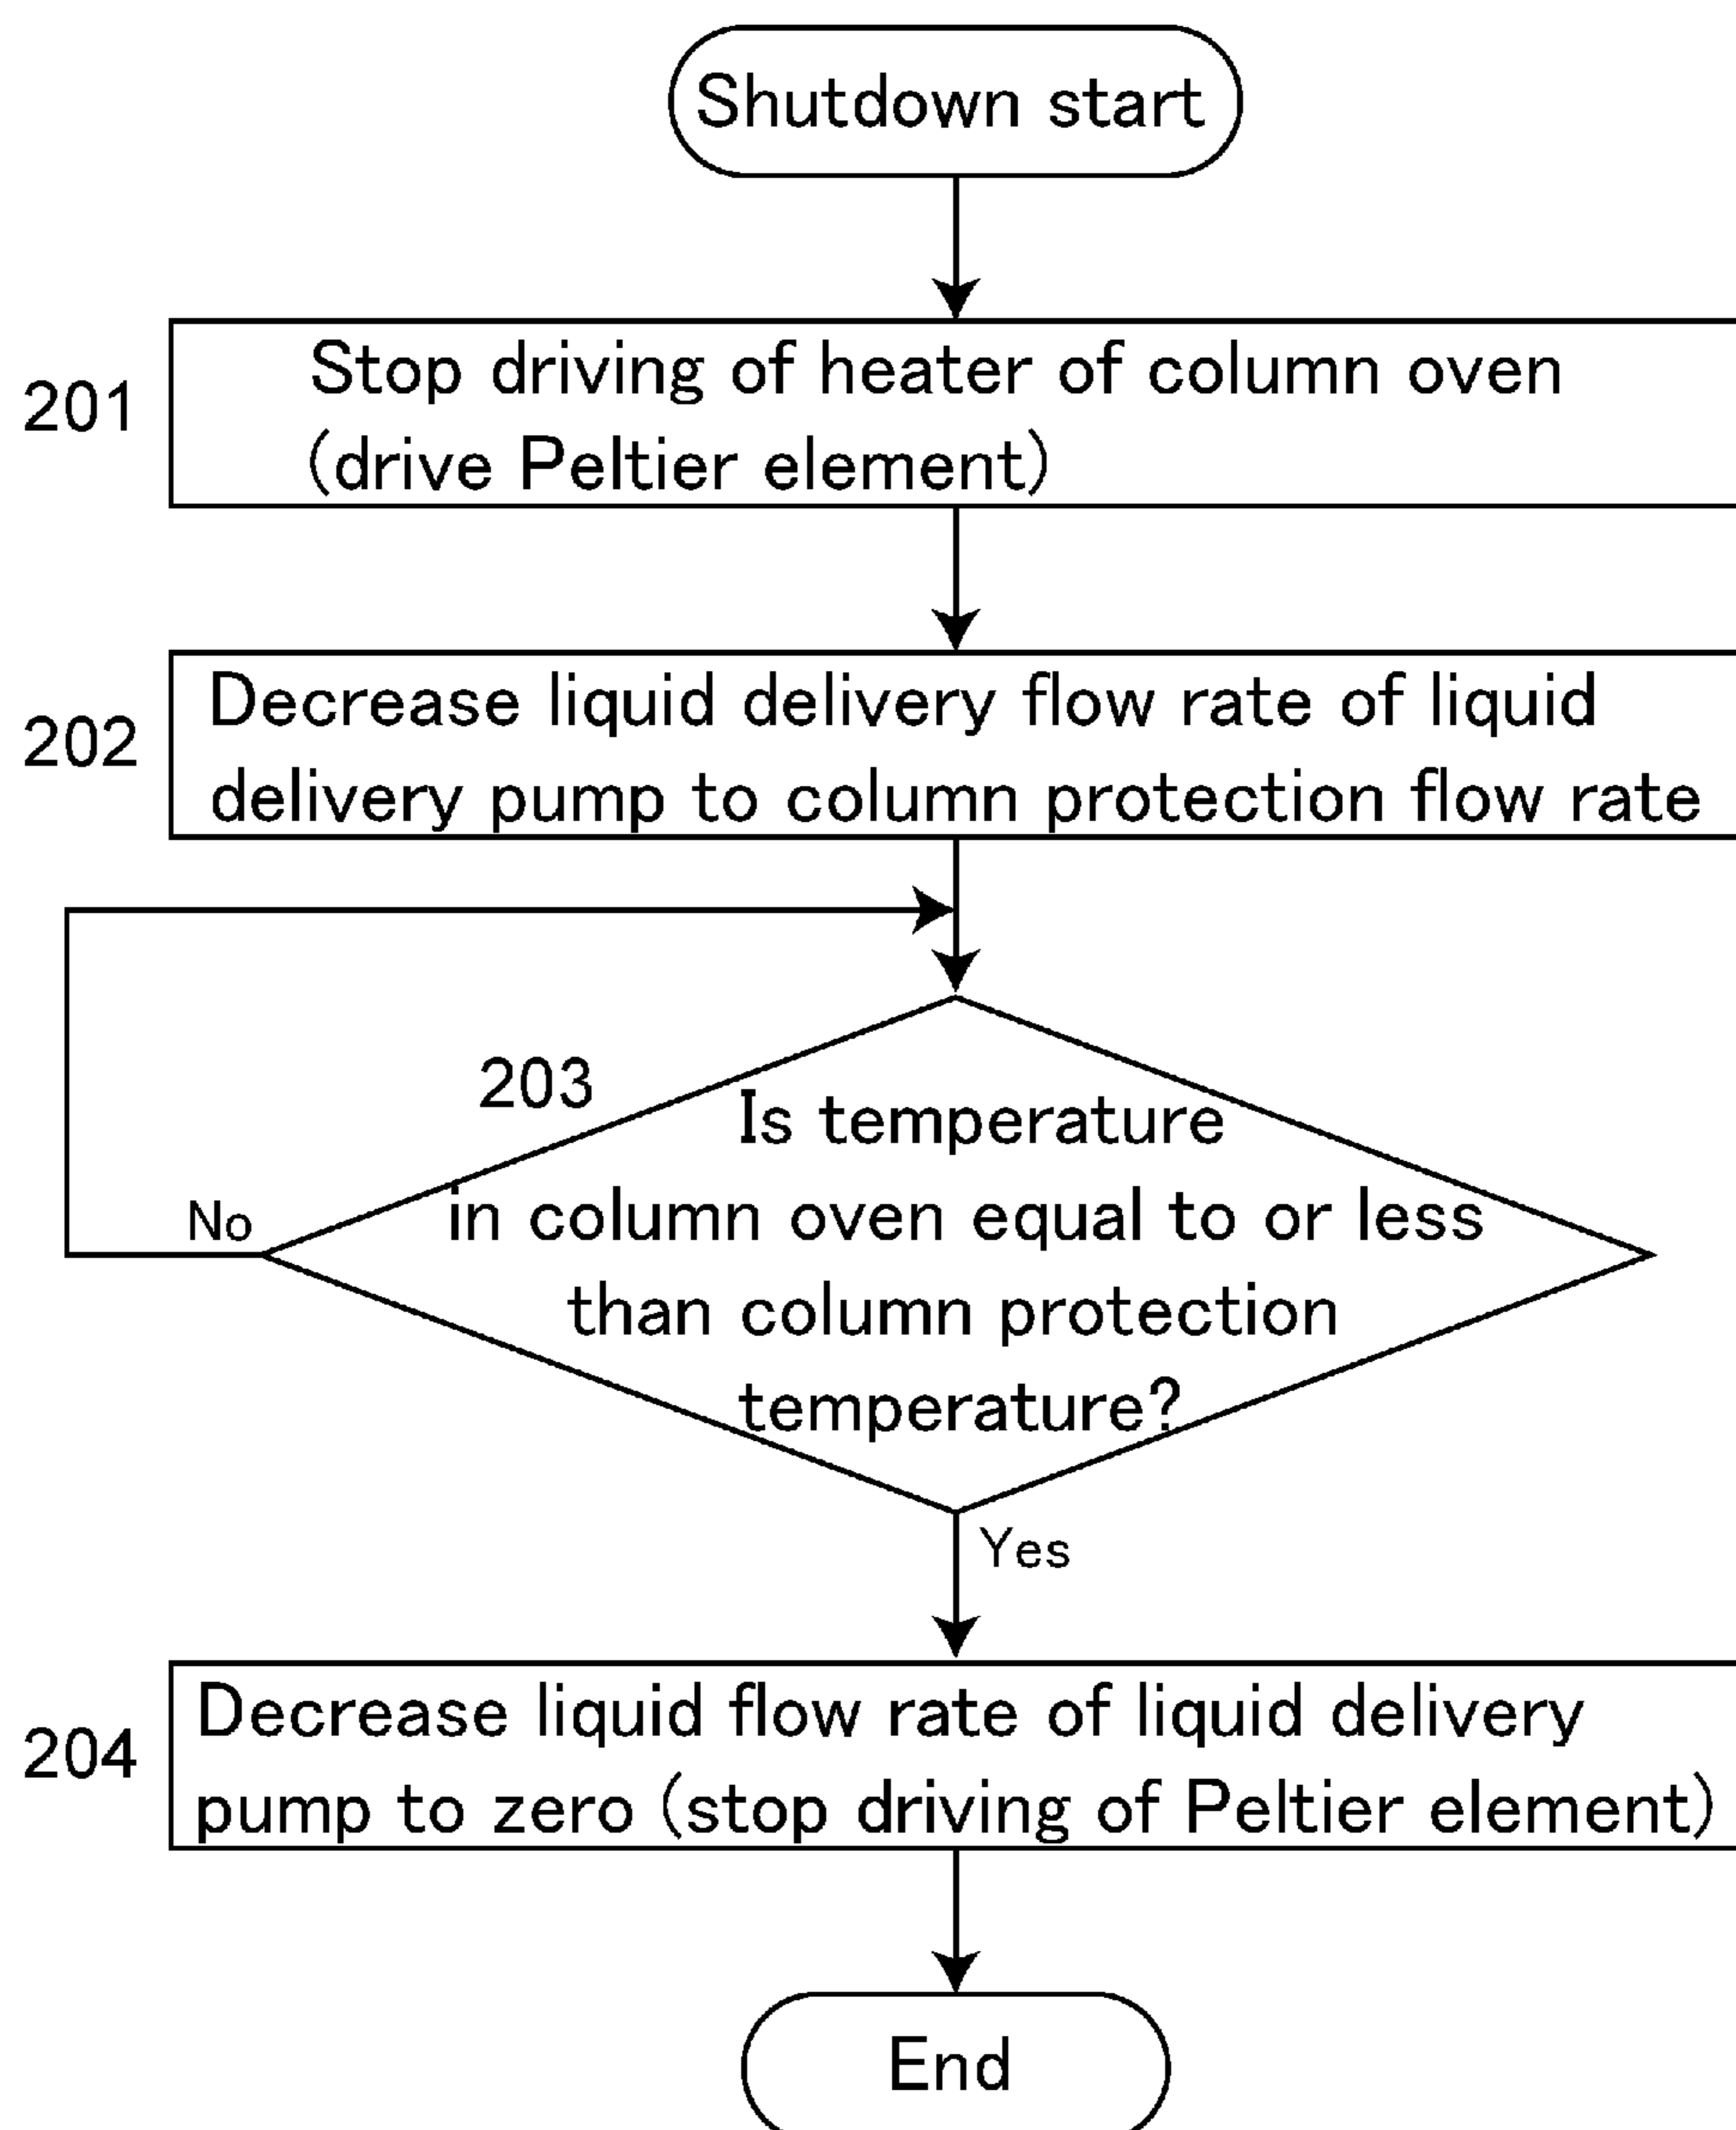 Shutdown start
201
Stop driving of heater of column oven
(drive Peltier element)
202
Decrease liquid delivery flow rate of liquid
delivery pump to column protection flow rate
203
Is temperature
in column oven equal to or less
than column protection
temperature?
No
Yes
204
Decrease liquid flow rate of liquid delivery
pump to zero (stop driving of Peltier element)
End